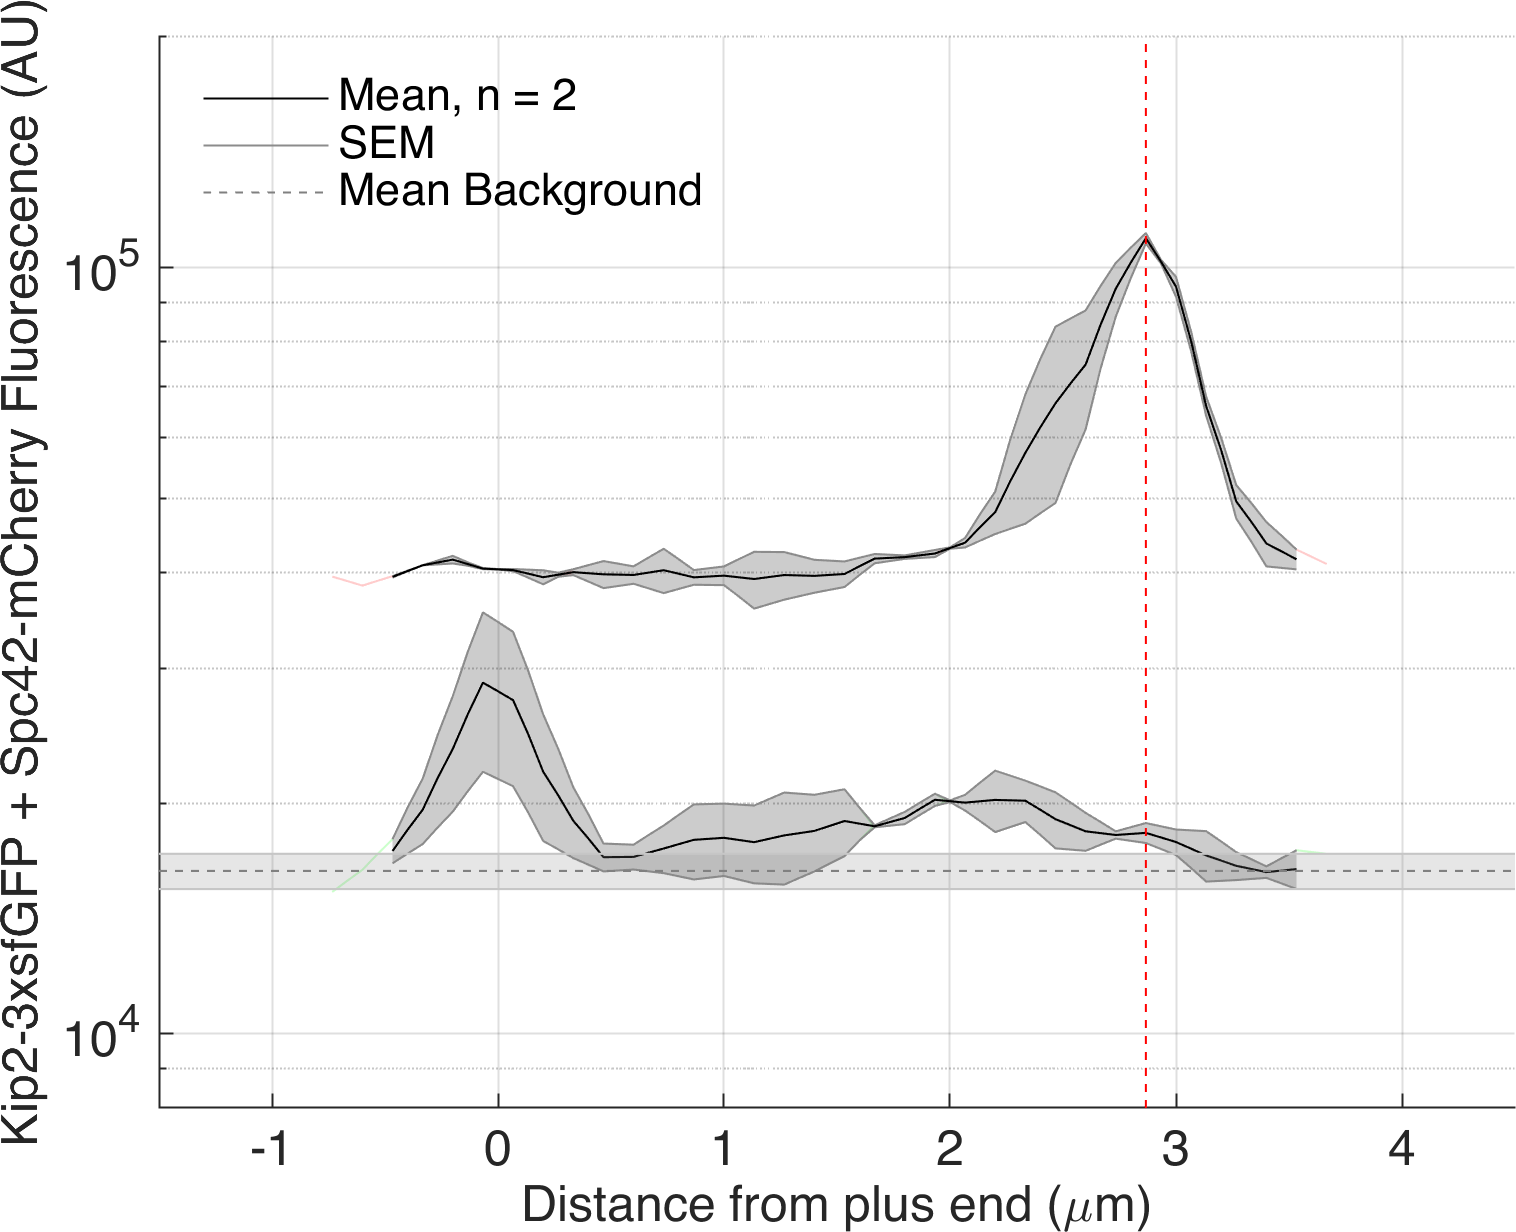 Kip2-3xsfGFP + Spc42-mCherry Fluorescence (AU)
Mean, n = 2
SEM
Mean Background
10^5
10^4
-1 0 1 2 3 4
Distance from plus end (μm)